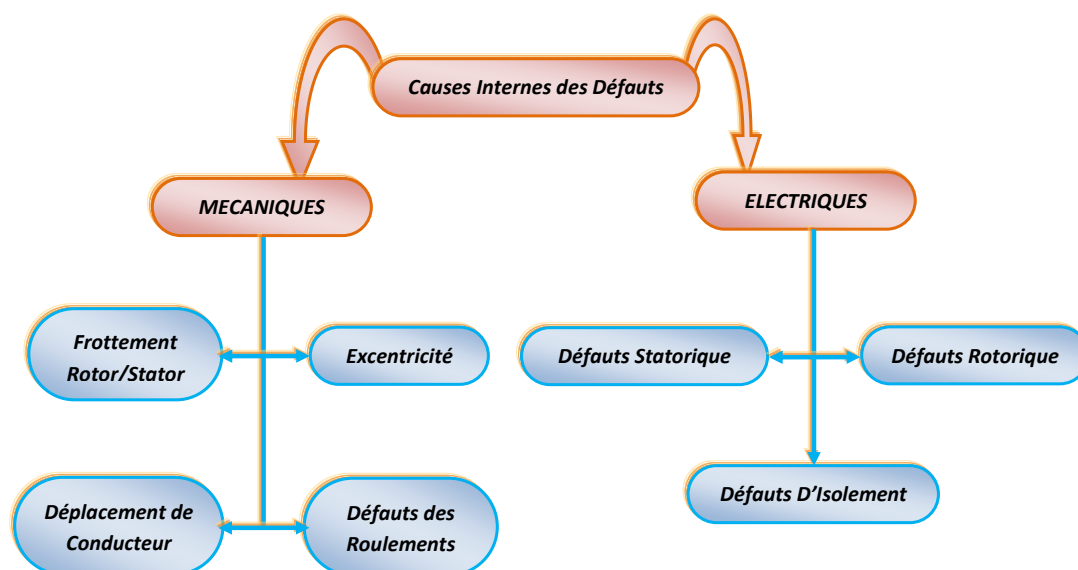 Causes Internes des Défauts
MECANIQUES
ELECTRIQUES
Frottement
Rotor/Stator
Excentricité
Défauts Statorique
Défauts Rotorique
Déplacement de
Conducteur
Défauts des
Roulements
Défauts D’Isolement